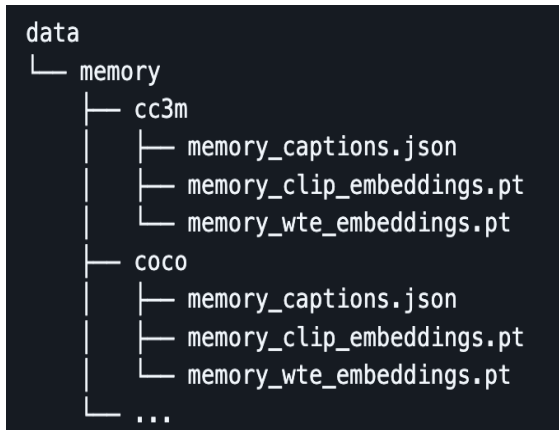 data
└── memory
    ├── cc3m
    │   ├── memory_captions.json
    │   ├── memory_clip_embeddings.pt
    │   └── memory_wte_embeddings.pt
    ├── coco
    │   ├── memory_captions.json
    │   ├── memory_clip_embeddings.pt
    │   └── memory_wte_embeddings.pt
    └── ...